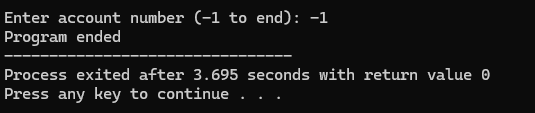 Enter account number (-1 to end): -1
Program ended
--------------------------------
Process exited after 3.695 seconds with return value 0
Press any key to continue . . .